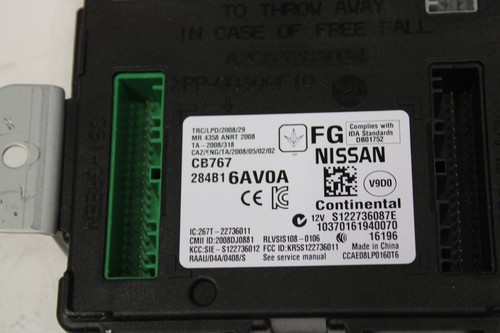 TO THROW AWAY
IN CASE OF FREE FALL
TRC/LPD/2008/29
MR 4358 ANRT 2008
TA - 2008/318
CAZ/ENG/TA/2008/05/02/02
FG
Complies with
IDA Standards
DB01752
CB767
NISSAN
284B1 6AV0A
V9D0
CE
Continental
12V S122736087E
10370161940070
IC:267T-22736011
CMII ID:2008DJ0881
RLVSIS108-0106
16196
KCC:SIE-S122736012
FCC ID:KR5S122736011
Made in China
RAAU/04A/0408/S
See service manual
CCAE08LP0160T6